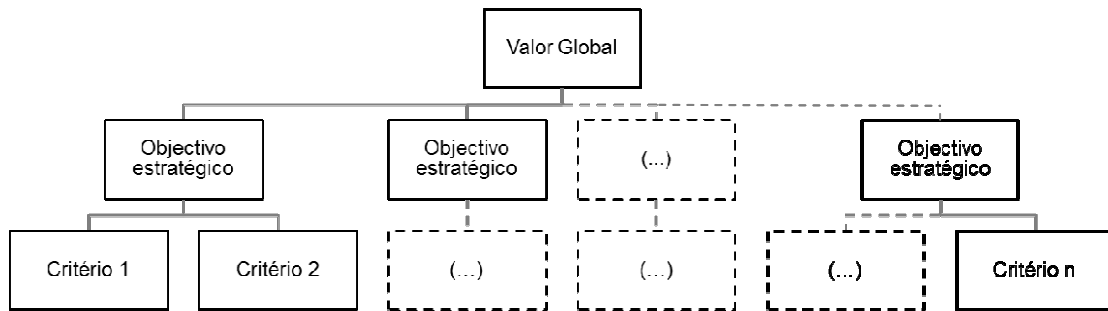 Valor Global
Objectivo
estratégico
Objectivo
estratégico
(...)
Objectivo
estratégico
Critério 1
Critério 2
(...)
(...)
(...)
Critério n